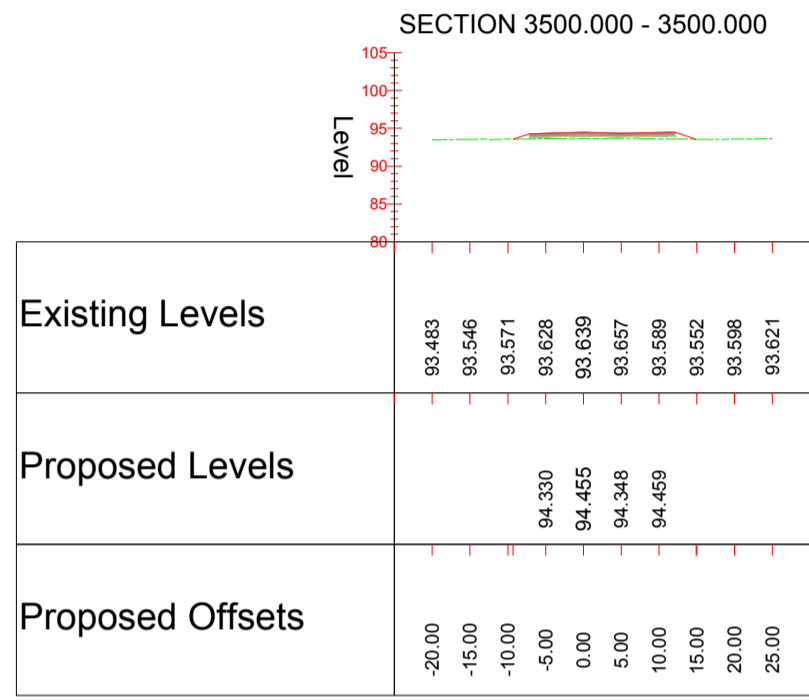 SECTION 3500.000 - 3500.000
Level
105
100
95
90
85
80
Existing Levels
93.483 93.546 93.571 93.628 93.639 93.657 93.589 93.552 93.598 93.621
Proposed Levels
94.330 94.455 94.348 94.459
Proposed Offsets
-20.00 -15.00 -10.00 -5.00 0.00 5.00 10.00 15.00 20.00 25.00